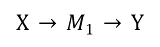 X → M₁ → Y